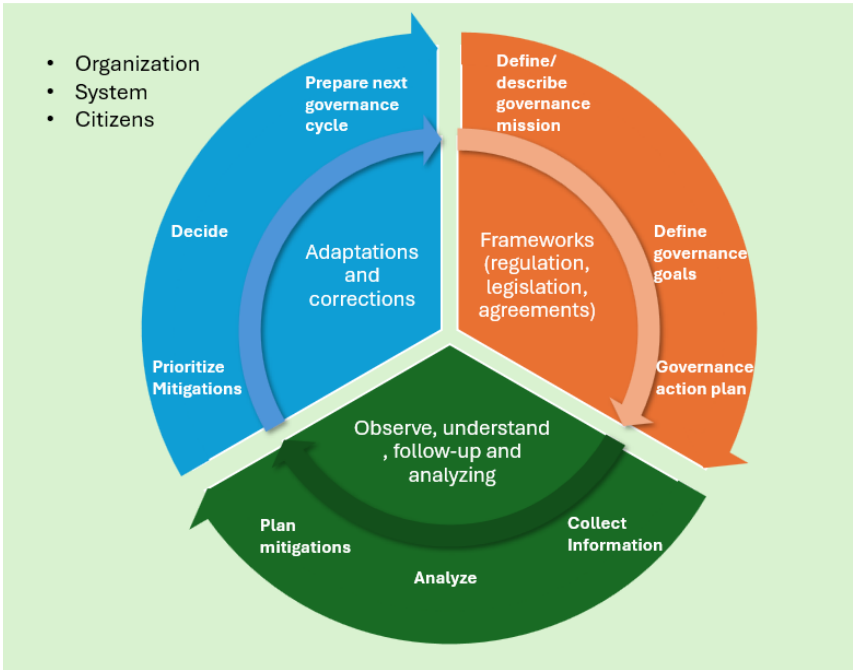 • Organization
• System
• Citizens
Prepare next
governance
cycle
Decide
Prioritize
Mitigations
Adaptations
and
corrections
Define/
describe
governance
mission
Define
governance
goals
Governance
action plan
Frameworks
(regulation,
legislation,
agreements)
Observe, understand
, follow-up and
analyzing
Collect
Information
Analyze
Plan
mitigations